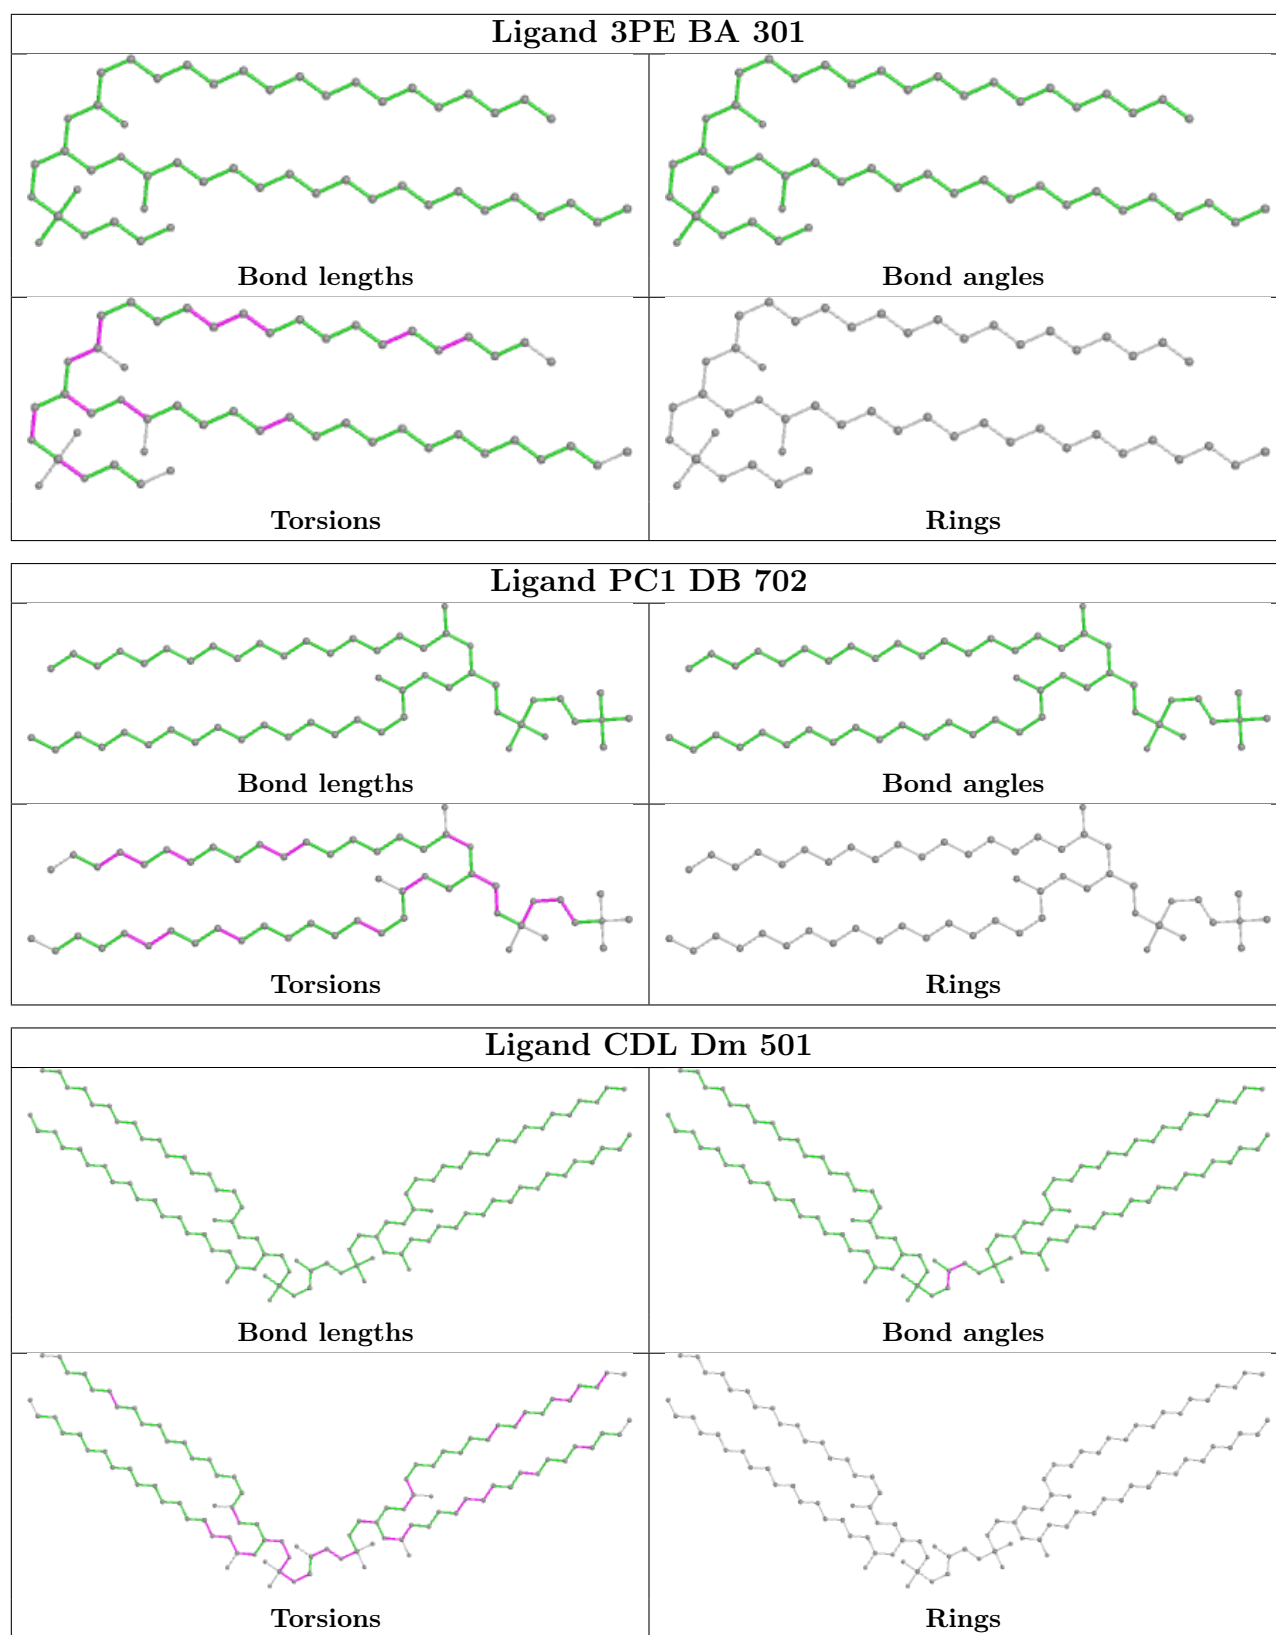 Ligand 3PE BA 301
Bond lengths
Bond angles
Torsions
Rings
Ligand PC1 DB 702
Bond lengths
Bond angles
Torsions
Rings
Ligand CDL Dm 501
Bond lengths
Bond angles
Torsions
Rings